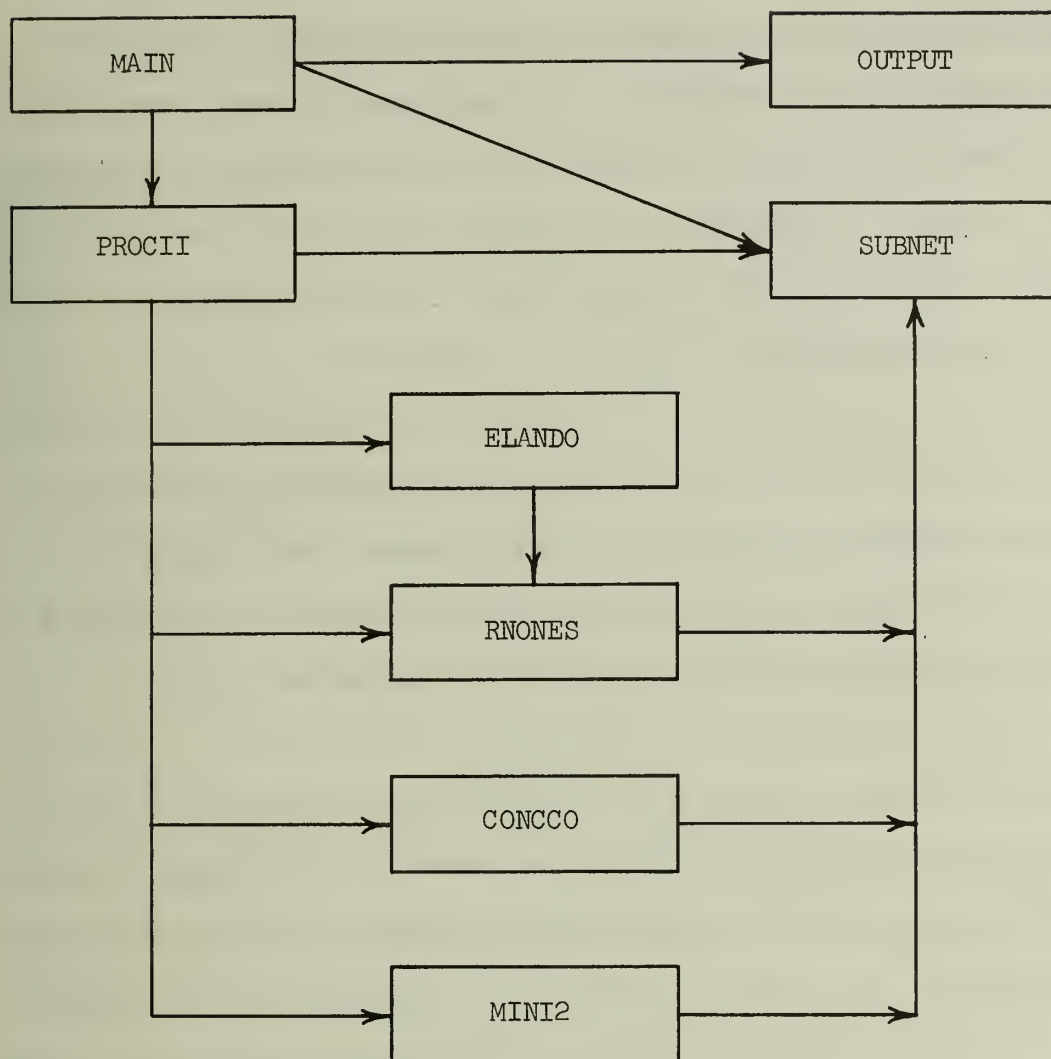 MAIN
OUTPUT
PROCII
SUBNET
ELANDO
RNONES
CONCCO
MINI2